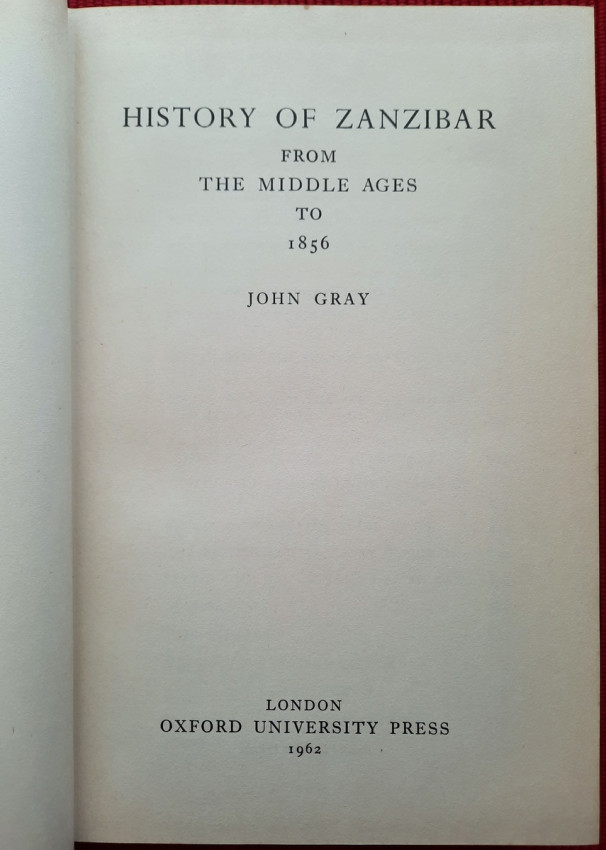 HISTORY OF ZANZIBAR
FROM
THE MIDDLE AGES
TO
1856
JOHN GRAY
LONDON
OXFORD UNIVERSITY PRESS
1962